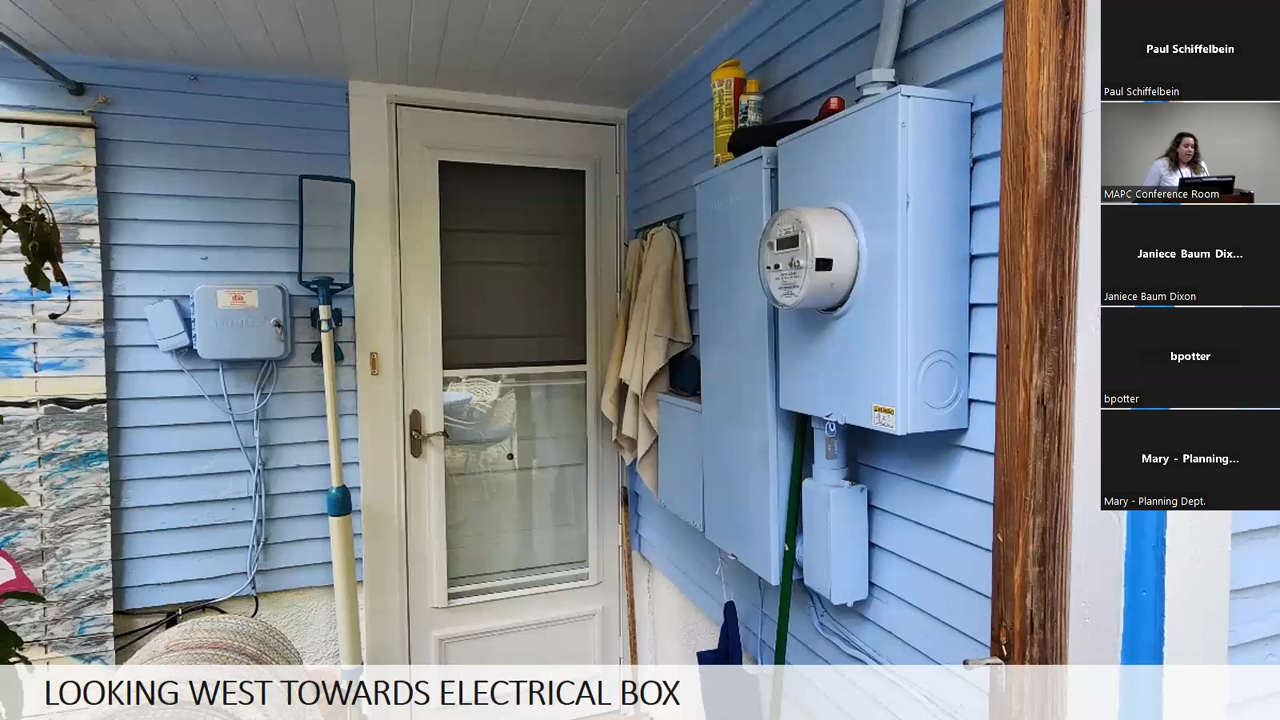 Paul Schiffelbein
Paul Schiffelbein
MAPC Conference Room
Janiece Baum Dix...
Janiece Baum Dixon
bpotter
bpotter
Mary - Planning...
Mary - Planning Dept.
LOOKING WEST TOWARDS ELECTRICAL BOX